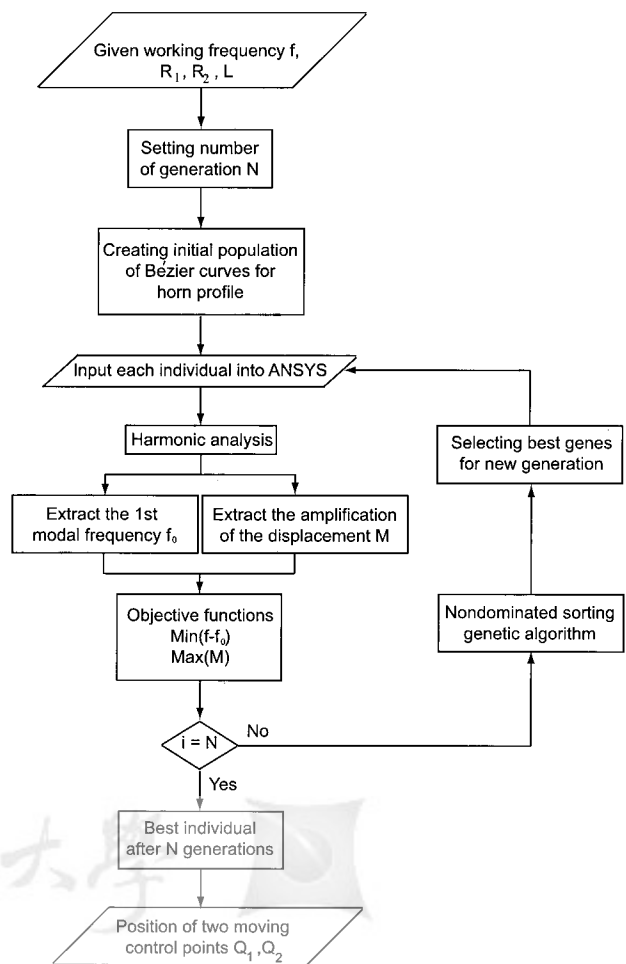 Given working frequency f,
R₁, R₂ , L
Setting number
of generation N
Creating initial population
of Bézier curves for
horn profile
Input each individual into ANSYS
Harmonic analysis
Extract the 1st
modal frequency f₀
Extract the amplification
of the displacement M
Objective functions
Min(f-f₀)
Max(M)
i = N
No
Yes
Nondominated sorting
genetic algorithm
Selecting best genes
for new generation
Best individual
after N generations
Position of two moving
control points Q₁ ,Q₂
大學